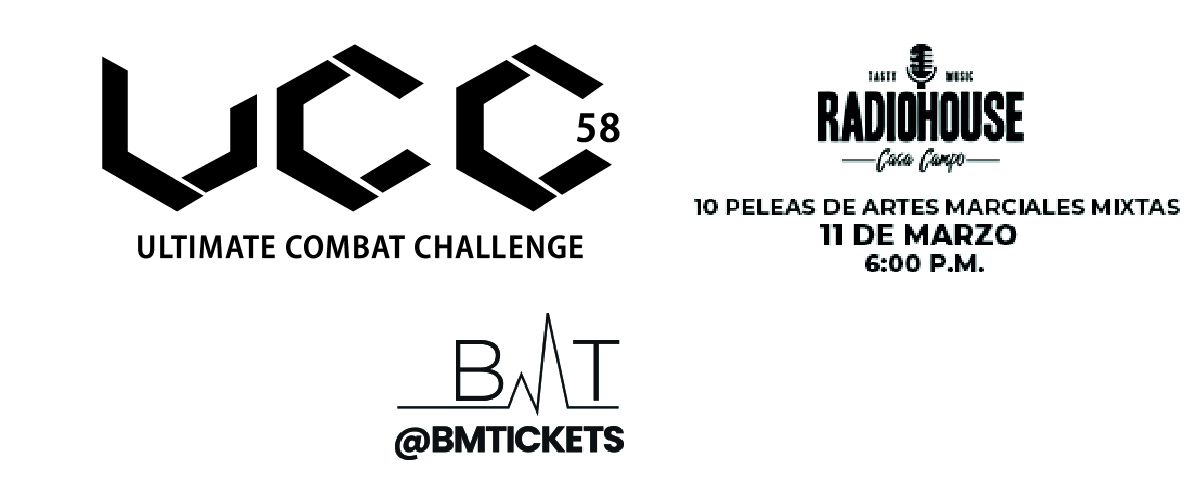 UCC
58
ULTIMATE COMBAT CHALLENGE
TASTY MUSIC
RADIOHOUSE
Casa Campo
10 PELEAS DE ARTES MARCIALES MIXTAS
11 DE MARZO
6:00 P.M.
BMT
@BMTICKETS